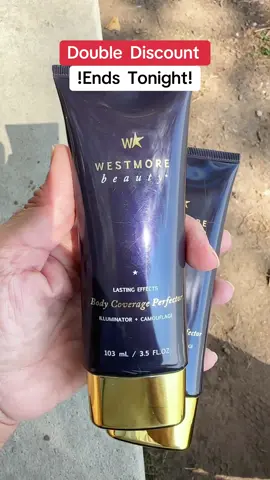 Double Discount
!Ends Tonight!
W
WESTMORE
beauty
LASTING EFFECTS
Body Coverage Perfector
ILLUMINATOR + CAMOUFLAGE
103 mL / 3.5 FL.OZ